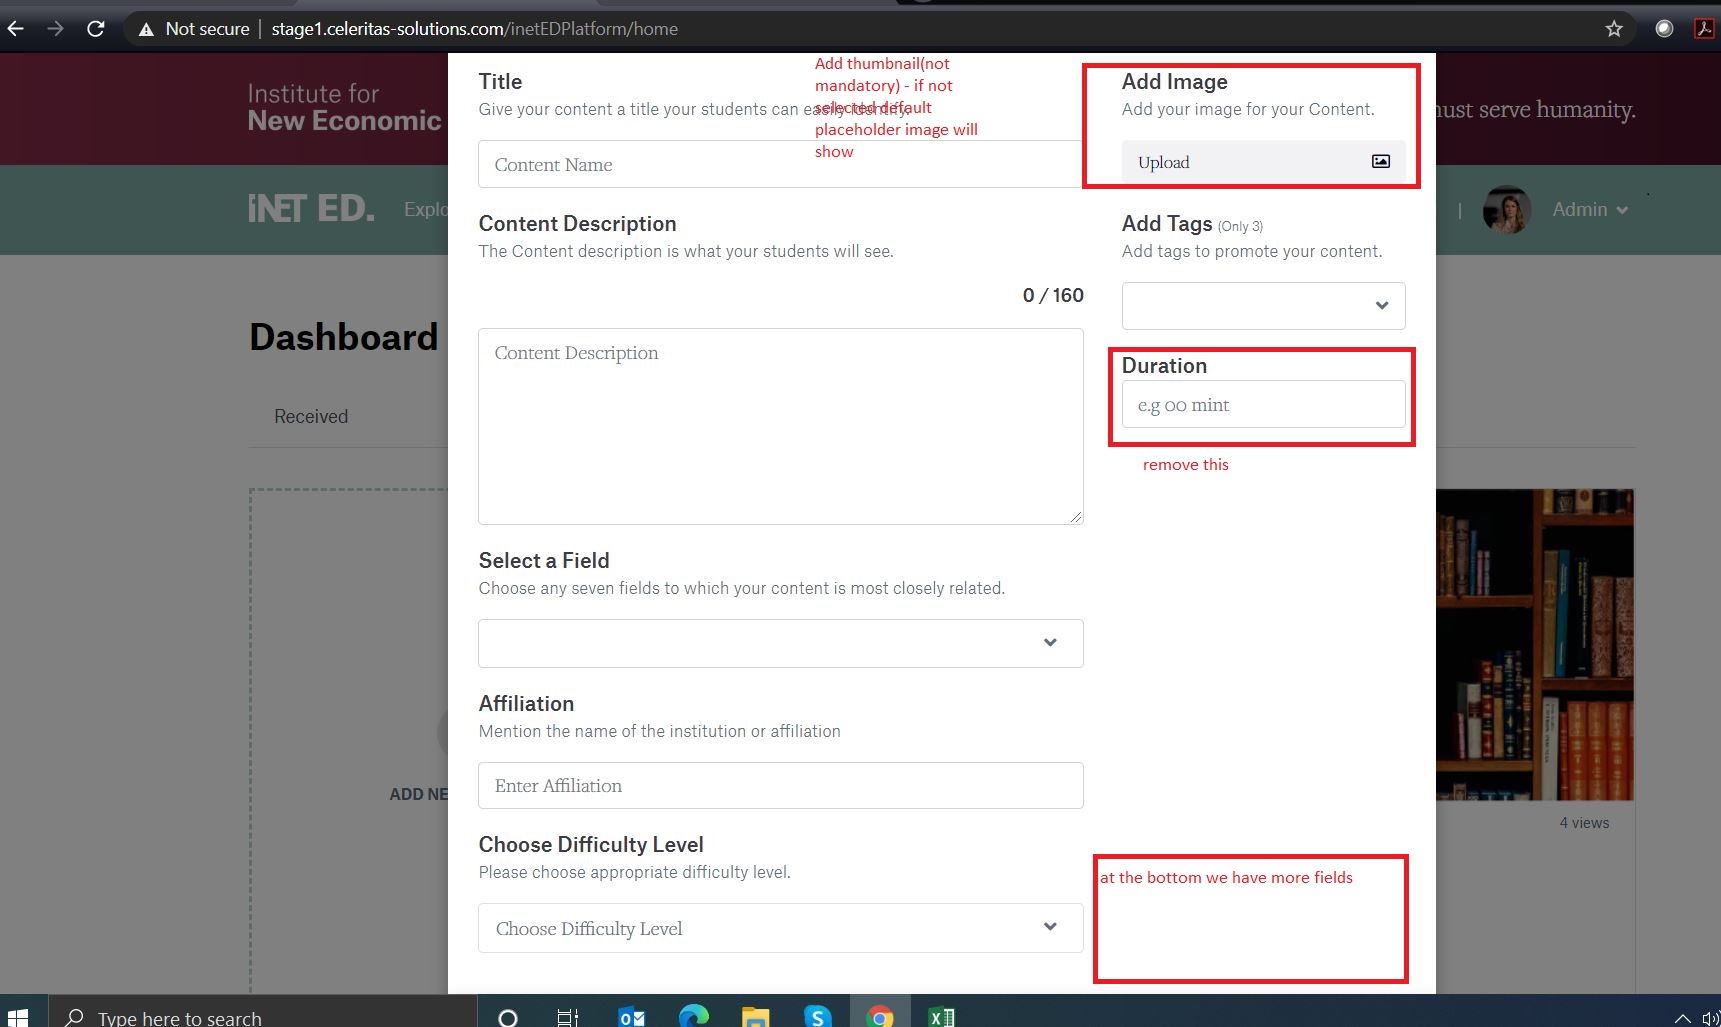 Not secure | stage1.celeritas-solutions.com/inetEDPlatform/home
Institute for
New Economic
must serve humanity.
iNET ED.
Explo
|
Admin
Dashboard
Received
ADD NE
4 views
Title
Give your content a title your students can easily identify.
Content Name
Add thumbnail(not
mandatory) - if not
selected default
placeholder image will
show
Add Image
Add your image for your Content.
Upload
Content Description
The Content description is what your students will see.
0 / 160
Content Description
Add Tags (Only 3)
Add tags to promote your content.
Duration
e.g 00 mint
remove this
Select a Field
Choose any seven fields to which your content is most closely related.
Affiliation
Mention the name of the institution or affiliation
Enter Affiliation
Choose Difficulty Level
Please choose appropriate difficulty level.
Choose Difficulty Level
at the bottom we have more fields
Type here to search